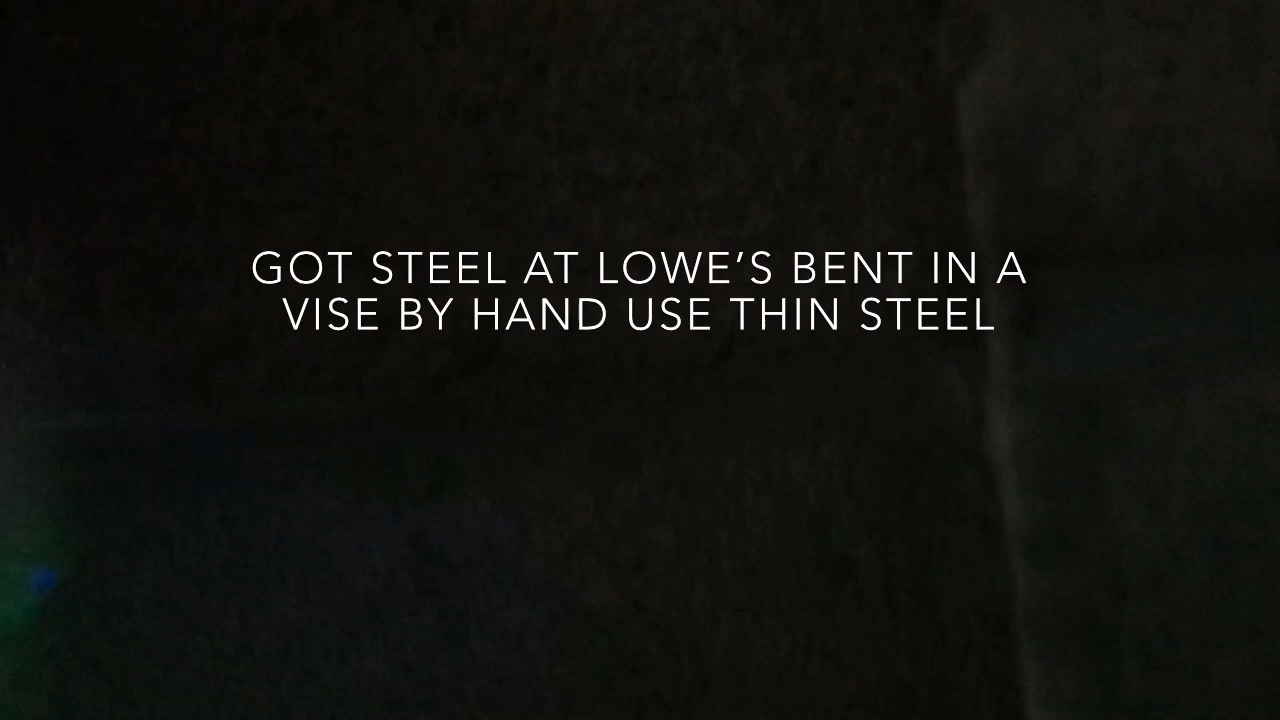 GOT STEEL AT LOWE’S BENT IN A
VISE BY HAND USE THIN STEEL